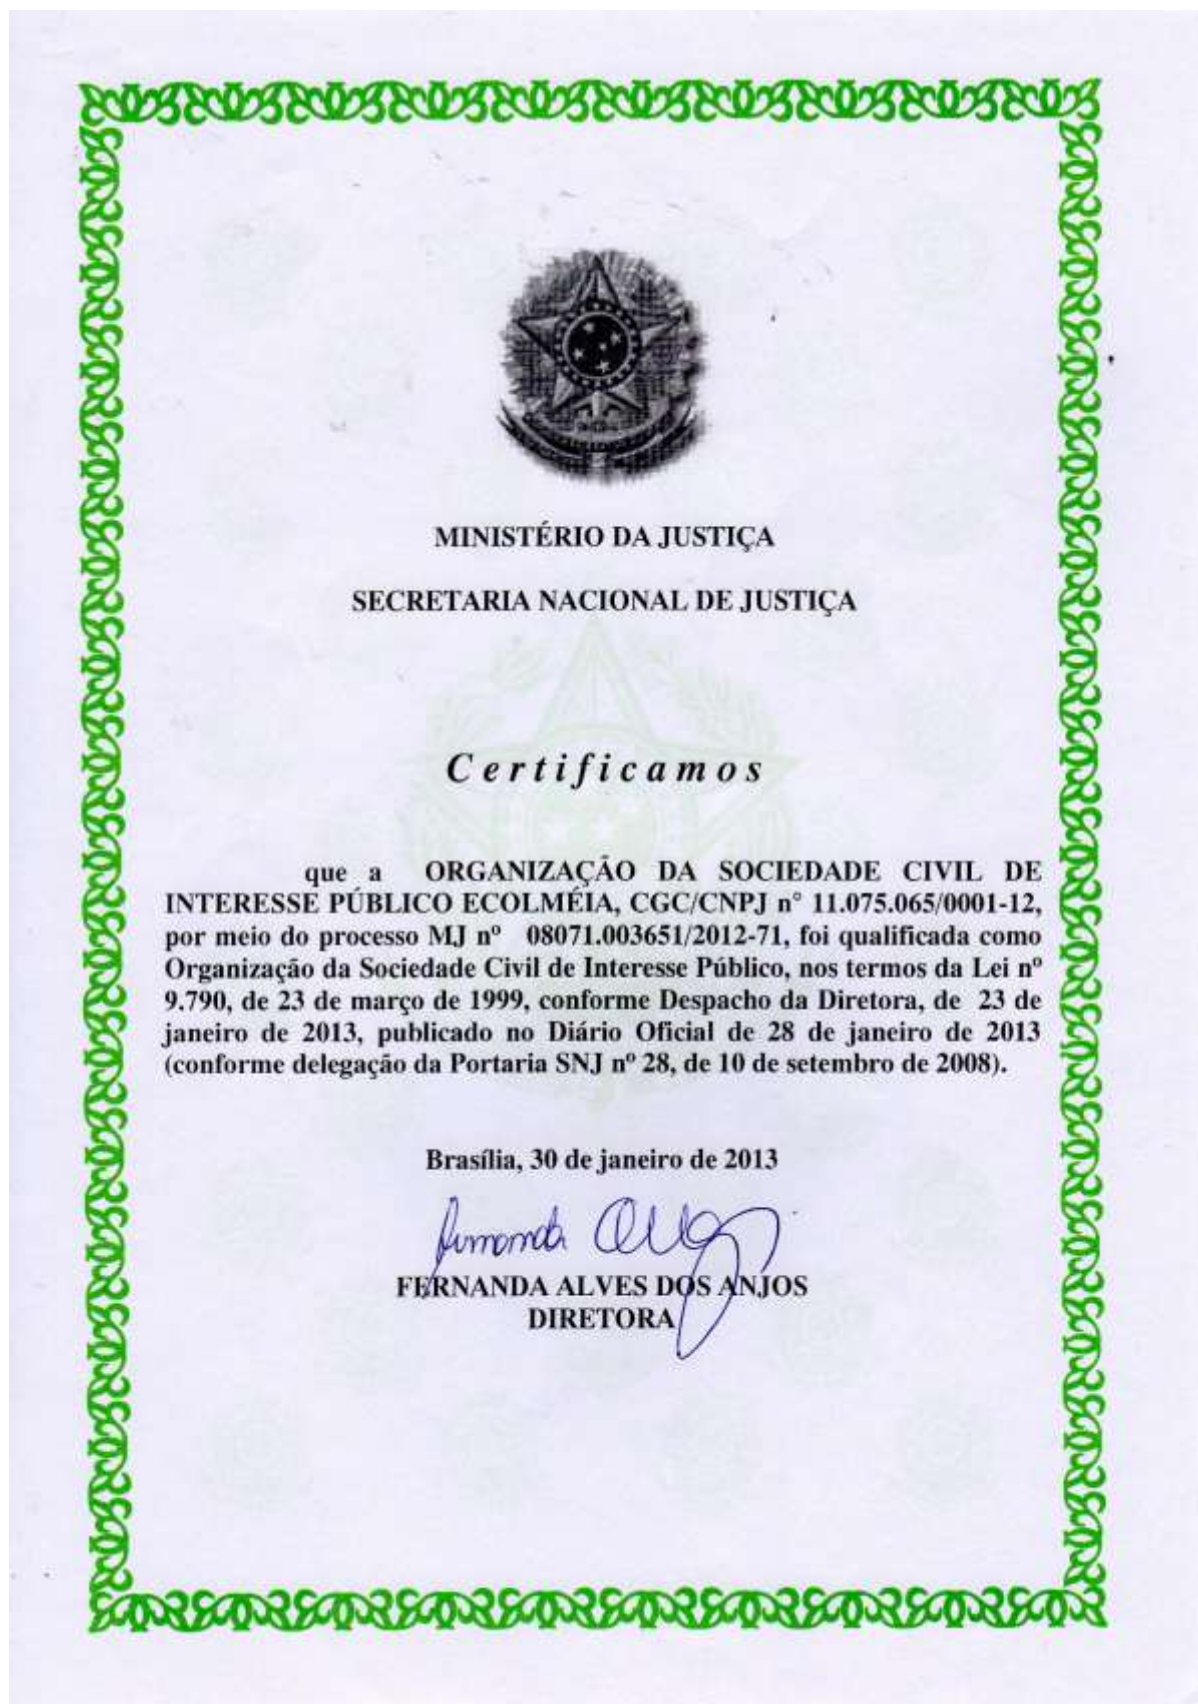 MINISTÉRIO DA JUSTIÇA
SECRETARIA NACIONAL DE JUSTIÇA
Certificamos
que a ORGANIZAÇÃO DA SOCIEDADE CIVIL DE
INTERESSE PÚBLICO ECOLMÉIA, CGC/CNPJ n° 11.075.065/0001-12,
por meio do processo MJ nº 08071.003651/2012-71, foi qualificada como
Organização da Sociedade Civil de Interesse Público, nos termos da Lei nº
9.790, de 23 de março de 1999, conforme Despacho da Diretora, de 23 de
janeiro de 2013, publicado no Diário Oficial de 28 de janeiro de 2013
(conforme delegação da Portaria SNJ nº 28, de 10 de setembro de 2008).
Brasília, 30 de janeiro de 2013
FERNANDA ALVES DOS ANJOS
DIRETORA